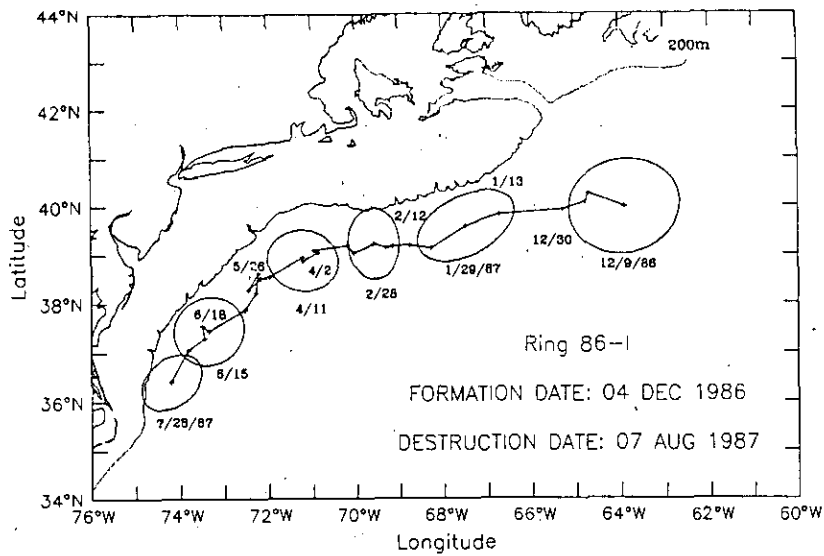 44°N
42°N
40°N
38°N
36°N
34°N
Latitude
200m
1/13
2/12
12/30
12/9/86
1/29/87
2/28
5/26
4/2
4/11
6/18
6/15
7/28/87
Ring 86-I
FORMATION DATE: 04 DEC 1986
DESTRUCTION DATE: 07 AUG 1987
76°W 74°W 72°W 70°W 68°W 66°W 64°W 62°W 60°W
Longitude